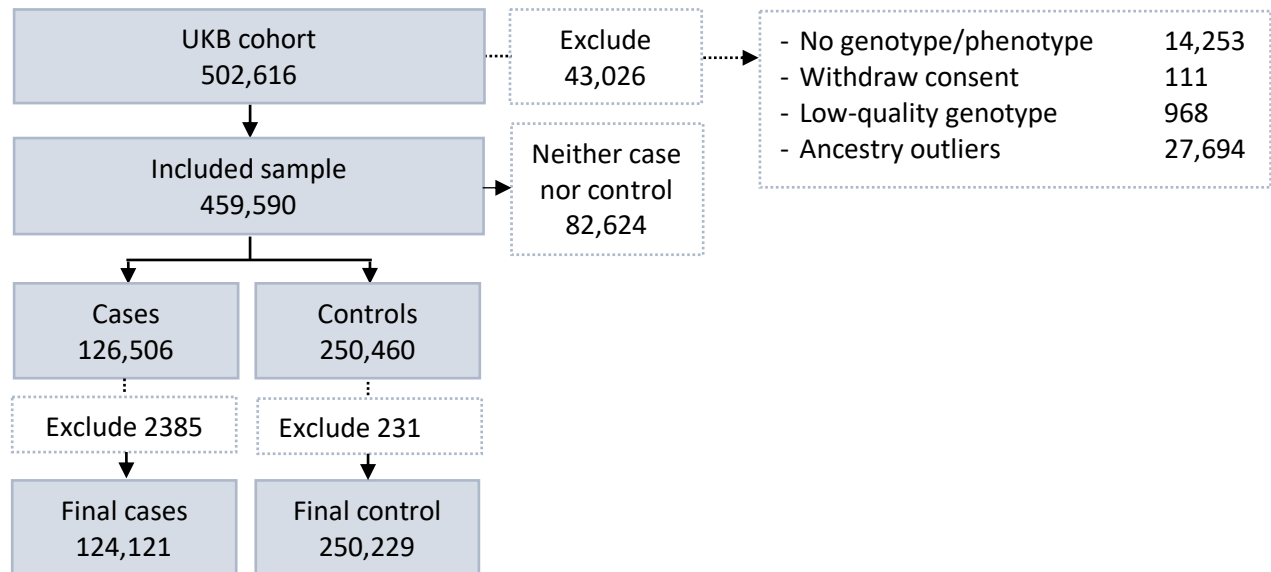 UKB cohort
502,616
Exclude
43,026
- No genotype/phenotype 14,253
- Withdraw consent 111
- Low-quality genotype 968
- Ancestry outliers 27,694
Included sample
459,590
Neither case
nor control
82,624
Cases
126,506
Controls
250,460
Exclude 2385
Exclude 231
Final cases
124,121
Final control
250,229